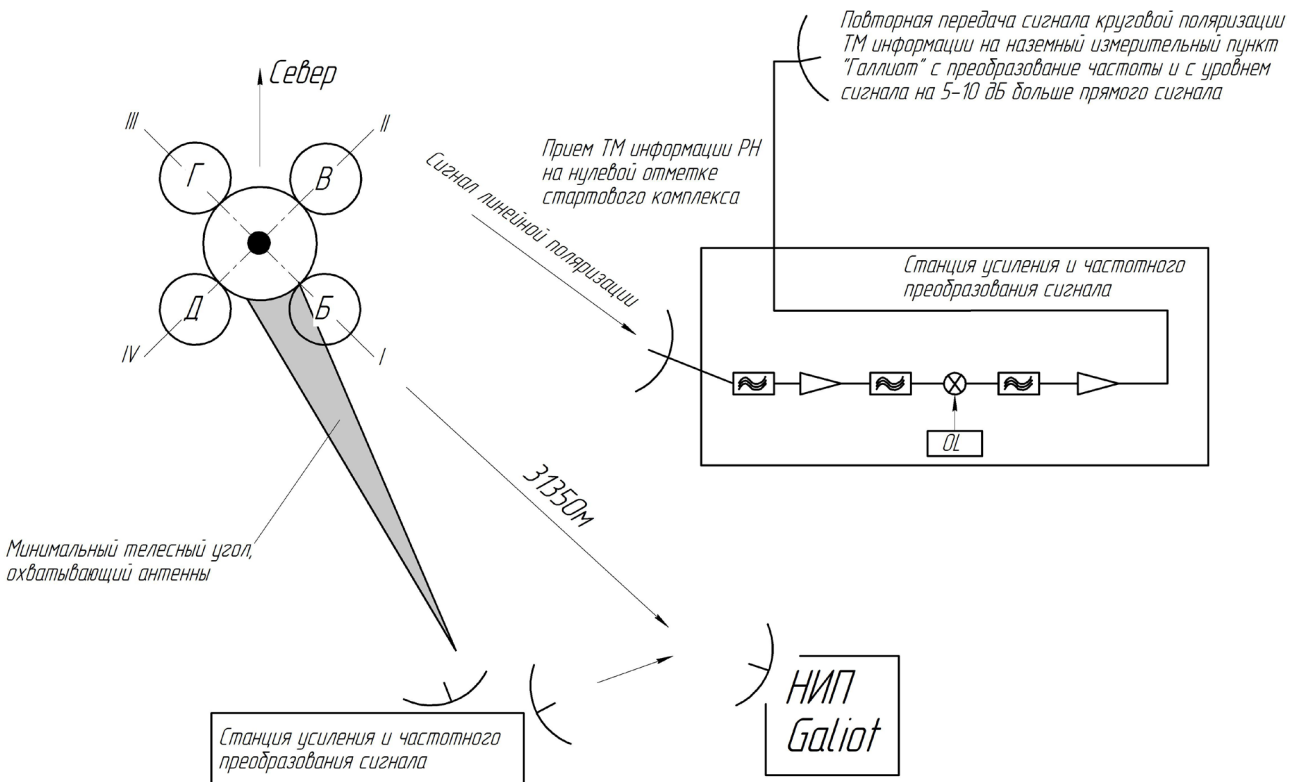 Повторная передача сигнала круговой поляризации
ТМ информации на наземный измерительный пункт
"Галлиот" с преобразование частоты и с уровнем
сигнала на 5-10 дБ больше прямого сигнала
Север
III
II
Г
В
Д
Б
IV
I
Сигнал линейной поляризации
Прием ТМ информации РН
на нулевой отметке
стартового комплекса
Станция усиления и частотного
преобразования сигнала
OL
31350м
Минимальный телесный угол,
охватывающий антенны
НИП
Galiot
Станция усиления и частотного
преобразования сигнала